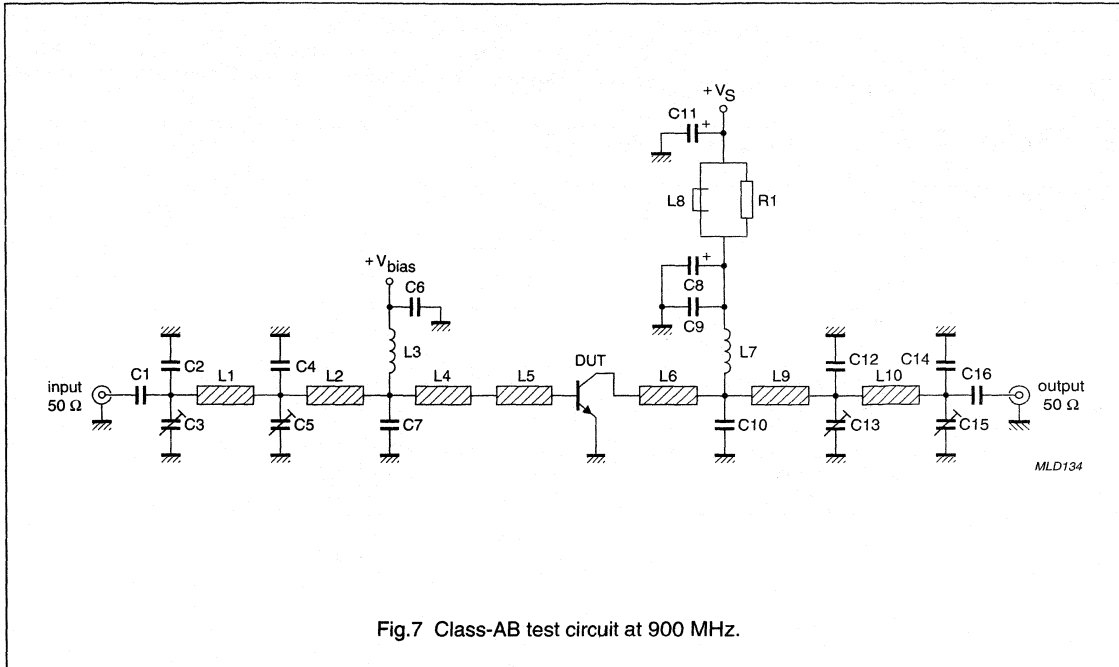 +VS
C11 +
L8 R1
+Vbias
C6
+
C8
C9
L3
L7
DUT
input
50 Ω
C1
C2
L1
C4
L2
L4
L5
L6
L9
C12
L10
C14
C16
output
50 Ω
C3
C5
C7
C10
C13
C15
MLD134
Fig.7 Class-AB test circuit at 900 MHz.